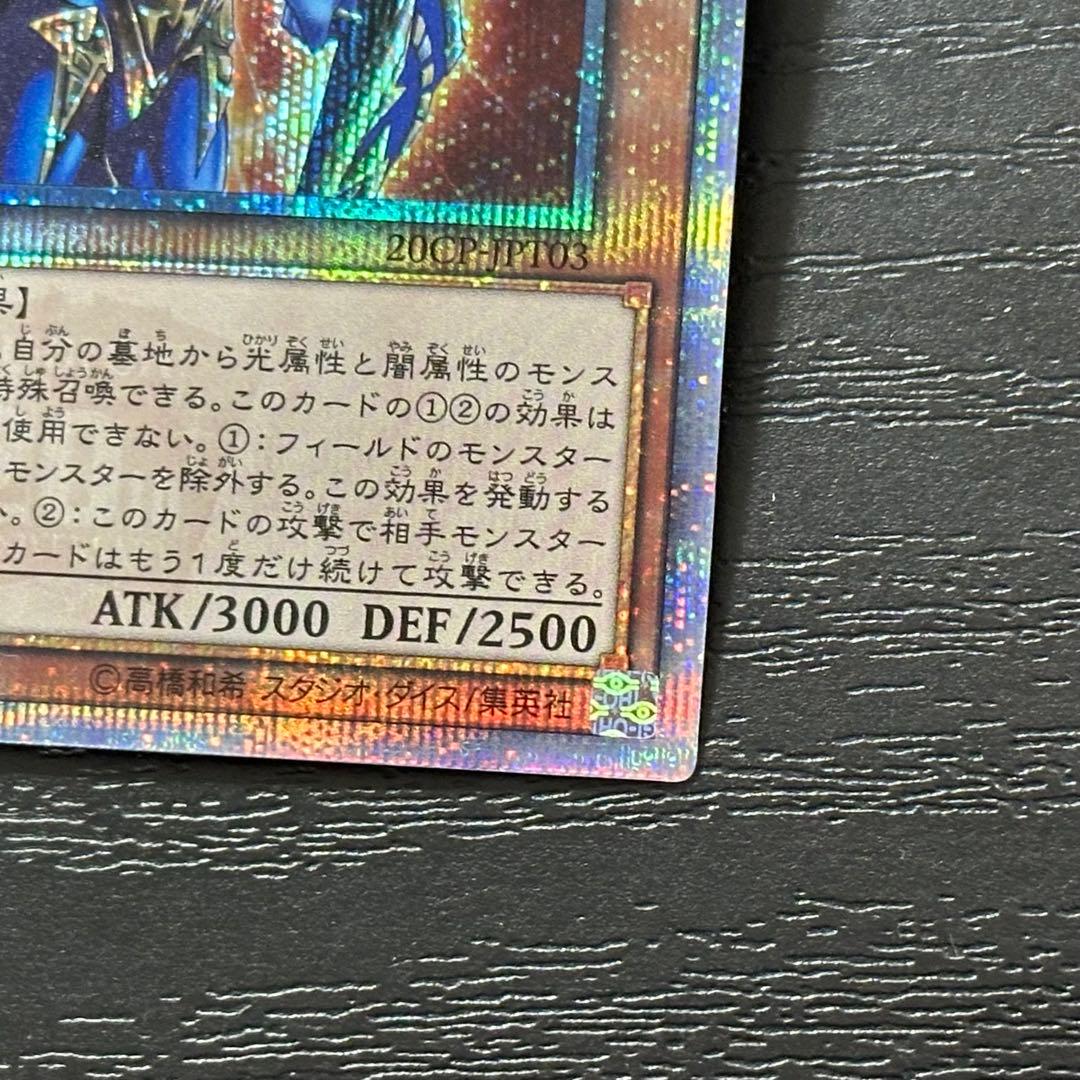 20CP-JPT03
果】
自分の墓地から光属性と闇属性のモンス
特殊召喚できる。このカードの①②の効果は
使用できない。①：フィールドのモンスター
モンスターを除外する。この効果を発動する
い。②：このカードの攻撃で相手モンスター
カードはもう1度だけ続けて攻撃できる。
ATK/3000 DEF/2500
©高橋和希 スタジオ・ダイス/集英社